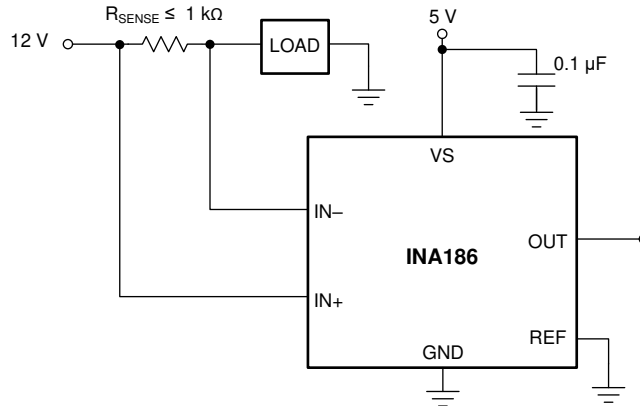 RSENSE ≤ 1 kΩ
12 V
LOAD
5 V
0.1 µF
VS
IN–
OUT
INA186
IN+
REF
GND